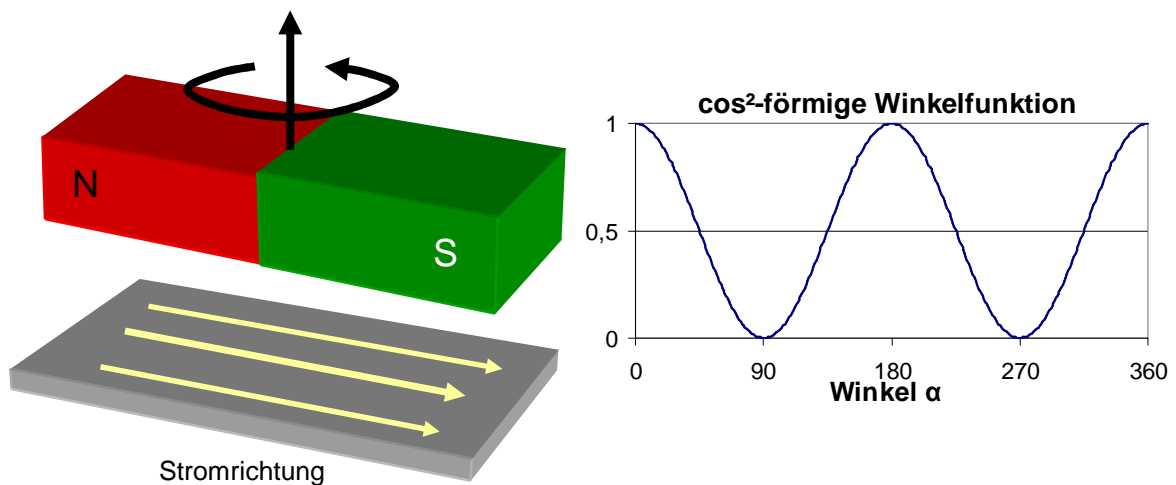 N
S
Stromrichtung
cos²-förmige Winkelfunktion
1
0,5
0
0 90 180 270 360
Winkel α